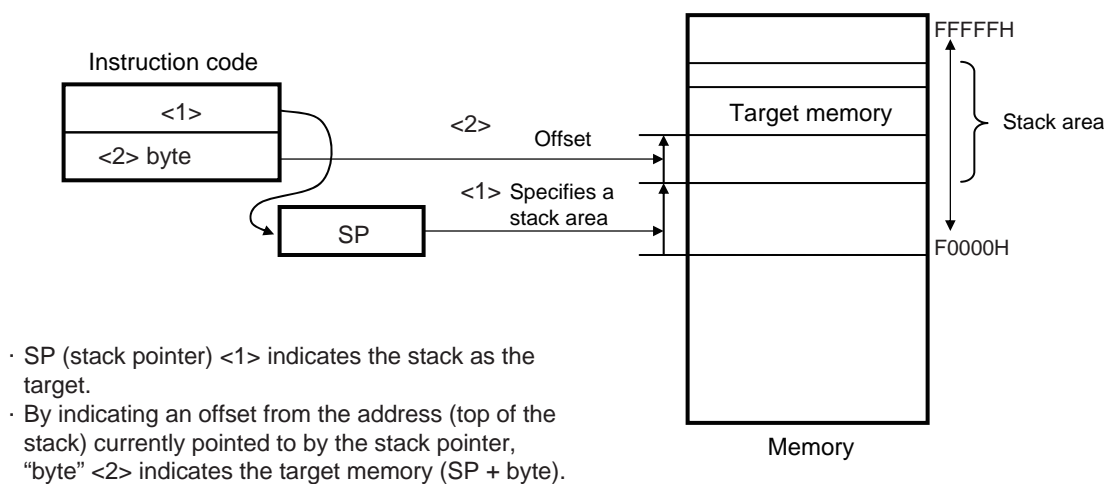 FFFFFH
Instruction code
<1>
<2> byte
<2>
Offset
Target memory
Stack area
<1> Specifies a
stack area
SP
F0000H
Memory
· SP (stack pointer) <1> indicates the stack as the
target.
· By indicating an offset from the address (top of the
stack) currently pointed to by the stack pointer,
“byte” <2> indicates the target memory (SP + byte).